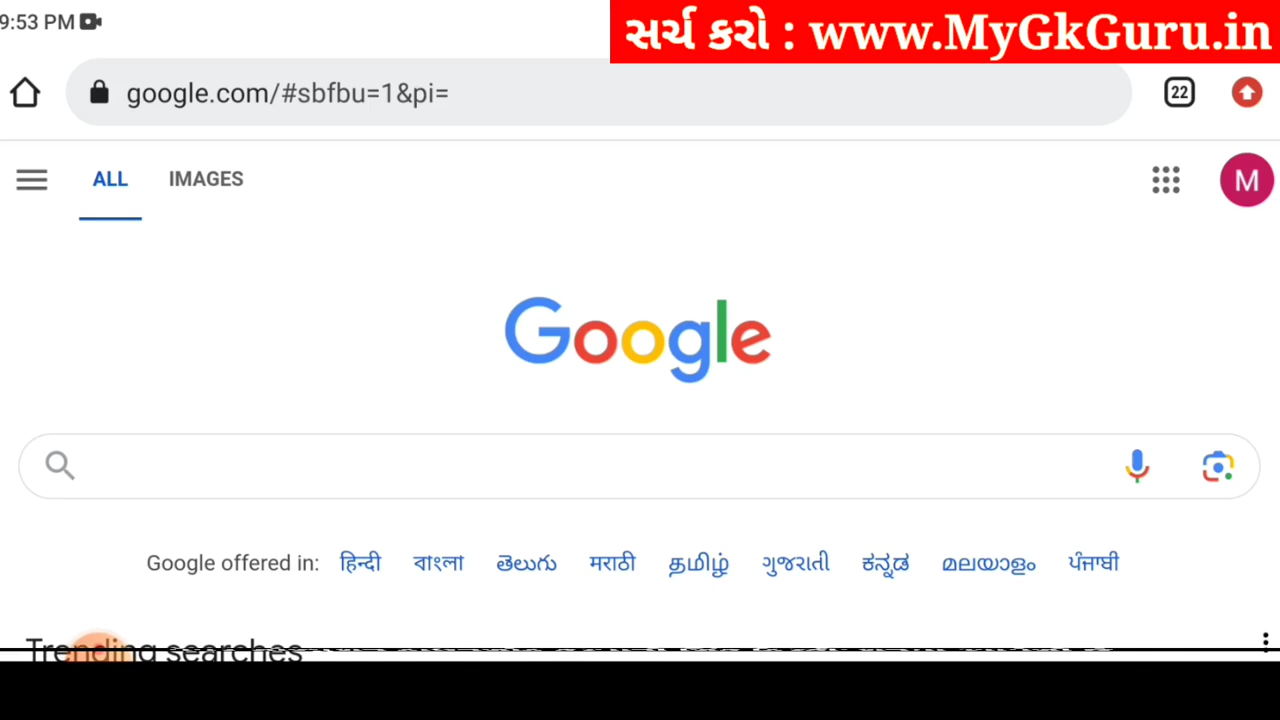 9:53 PM
સર્ચ કરો : www.MyGkGuru.in
google.com/#sbfbu=1&pi=
22
ALL IMAGES
M
Google
Google offered in: हिन्दी বাংলা తెలుగు मराठी தமிழ் ગુજરાતી ಕನ್ನಡ മലയാളം ਪੰਜਾਬੀ
Trending searches